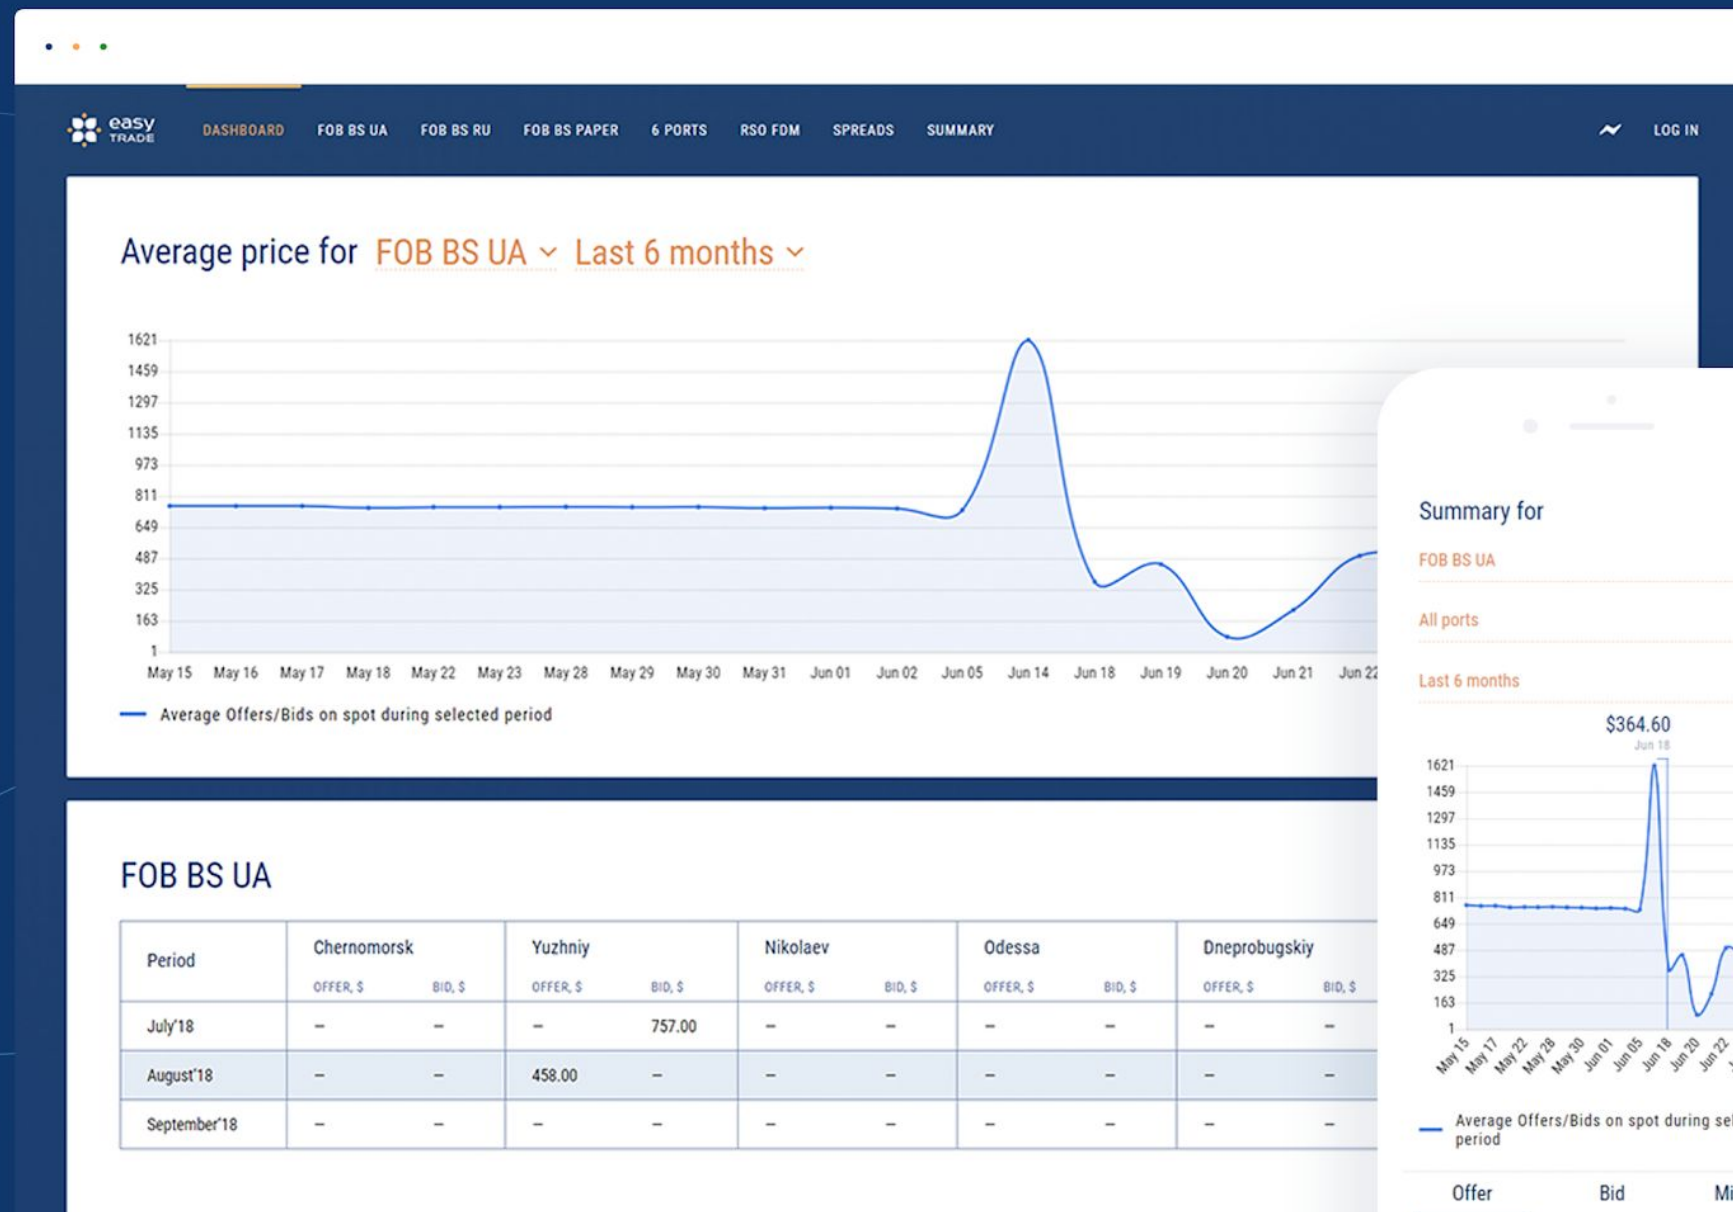 easy
TRADE
DASHBOARD FOB BS UA FOB BS RU FOB BS PAPER 6 PORTS RSO FDM SPREADS SUMMARY LOG IN
Average price for FOB BS UA Last 6 months
1621
1459
1297
1135
973
811
649
487
325
163
1
May 15 May 16 May 17 May 18 May 22 May 23 May 28 May 29 May 30 May 31 Jun 01 Jun 02 Jun 05 Jun 14 Jun 18 Jun 19 Jun 20 Jun 21 Jun 22
Average Offers/Bids on spot during selected period
FOB BS UA
Period Chernomorsk Yuzhniy Nikolaev Odessa Dneprobugskiy
OFFER, $ BID, $ OFFER, $ BID, $ OFFER, $ BID, $ OFFER, $ BID, $ OFFER, $ BID, $
July'18 – – – 757.00 – – – – – –
August'18 – – 458.00 – – – – – – –
September'18 – – – – – – – – – –
Summary for
FOB BS UA
All ports
Last 6 months
$364.60
Jun 18
1621
1459
1297
1135
973
811
649
487
325
163
1
May 15 May 17 May 22 May 28 May 30 Jun 01 Jun 05 Jun 18 Jun 20 Jun 22
Average Offers/Bids on spot during sel
period
Offer Bid Mi